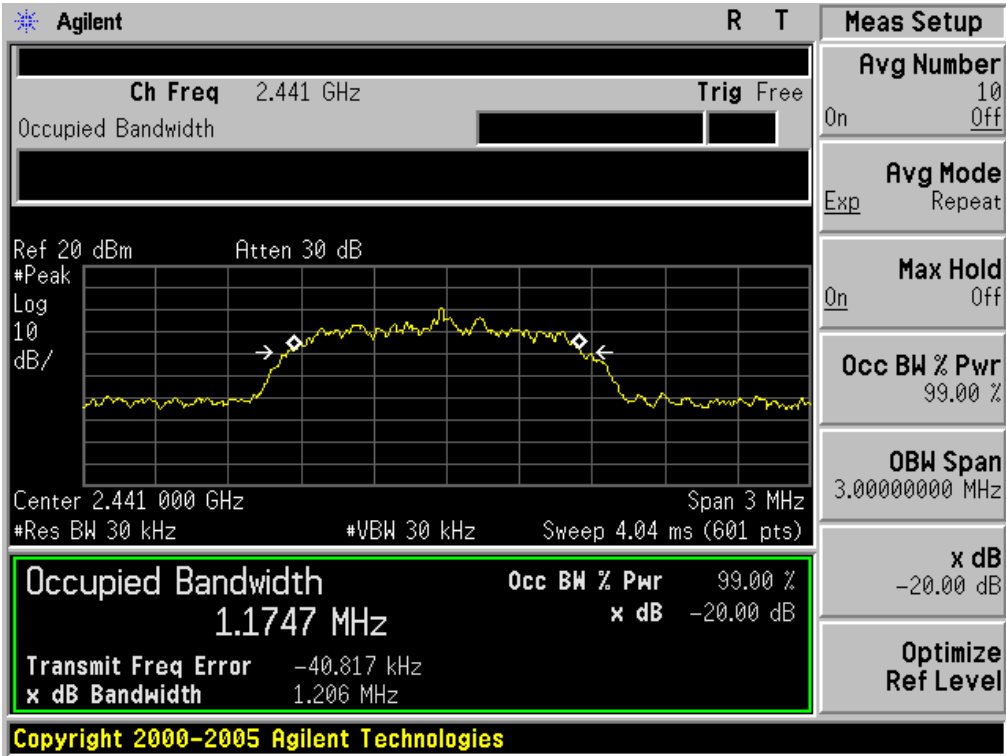 Agilent R T Meas Setup
Ch Freq 2.441 GHz Trig Free
Occupied Bandwidth
Ref 20 dBm Atten 30 dB
#Peak
Log
10
dB/
Center 2.441 000 GHz Span 3 MHz
#Res BW 30 kHz #VBW 30 kHz Sweep 4.04 ms (601 pts)
Occupied Bandwidth Occ BW % Pwr 99.00 %
1.1747 MHz x dB -20.00 dB
Transmit Freq Error -40.817 kHz
x dB Bandwidth 1.206 MHz
Copyright 2000-2005 Agilent Technologies
Avg Number
10
On Off
Avg Mode
Exp Repeat
Max Hold
On Off
Occ BW % Pwr
99.00 %
OBW Span
3.00000000 MHz
x dB
-20.00 dB
Optimize
Ref Level